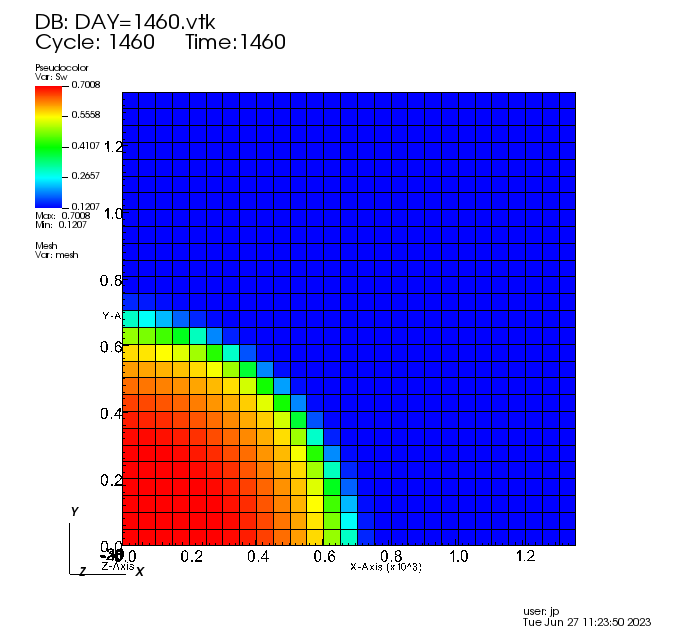 DB: DAY=1460.vtk
Cycle: 1460 Time:1460
Pseudocolor
Var: Sw
0.7008
0.5558
0.4107
0.2657
0.1207
Max: 0.7008
Min: 0.1207
Mesh
Var: mesh
1.2
1.0
0.8
Y-A
0.6
0.4
0.2
0.0
0.0 0.2 0.4 0.6 0.8 1.0 1.2
Z-Axis
X-Axis (x10^3)
Y
Z X
user: jp
Tue Jun 27 11:23:50 2023